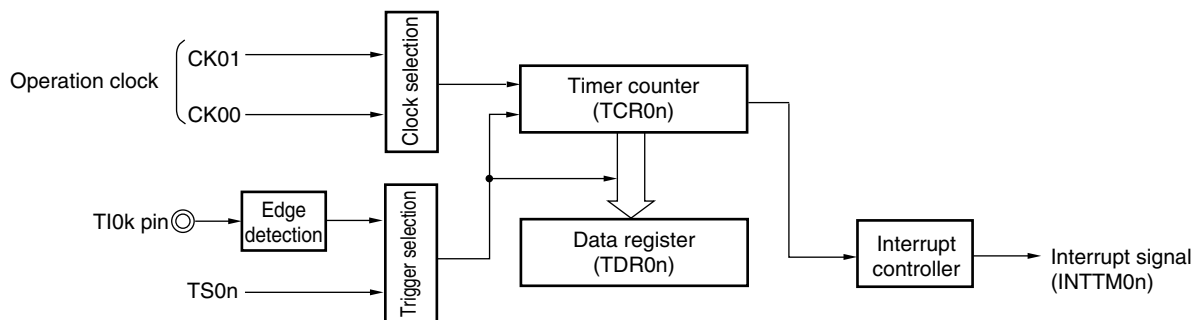 Operation clock
CK01
CK00
Clock selection
Timer counter
(TCR0n)
TI0k pin
Edge
detection
TS0n
Trigger selection
Data register
(TDR0n)
Interrupt
controller
Interrupt signal
(INTTM0n)